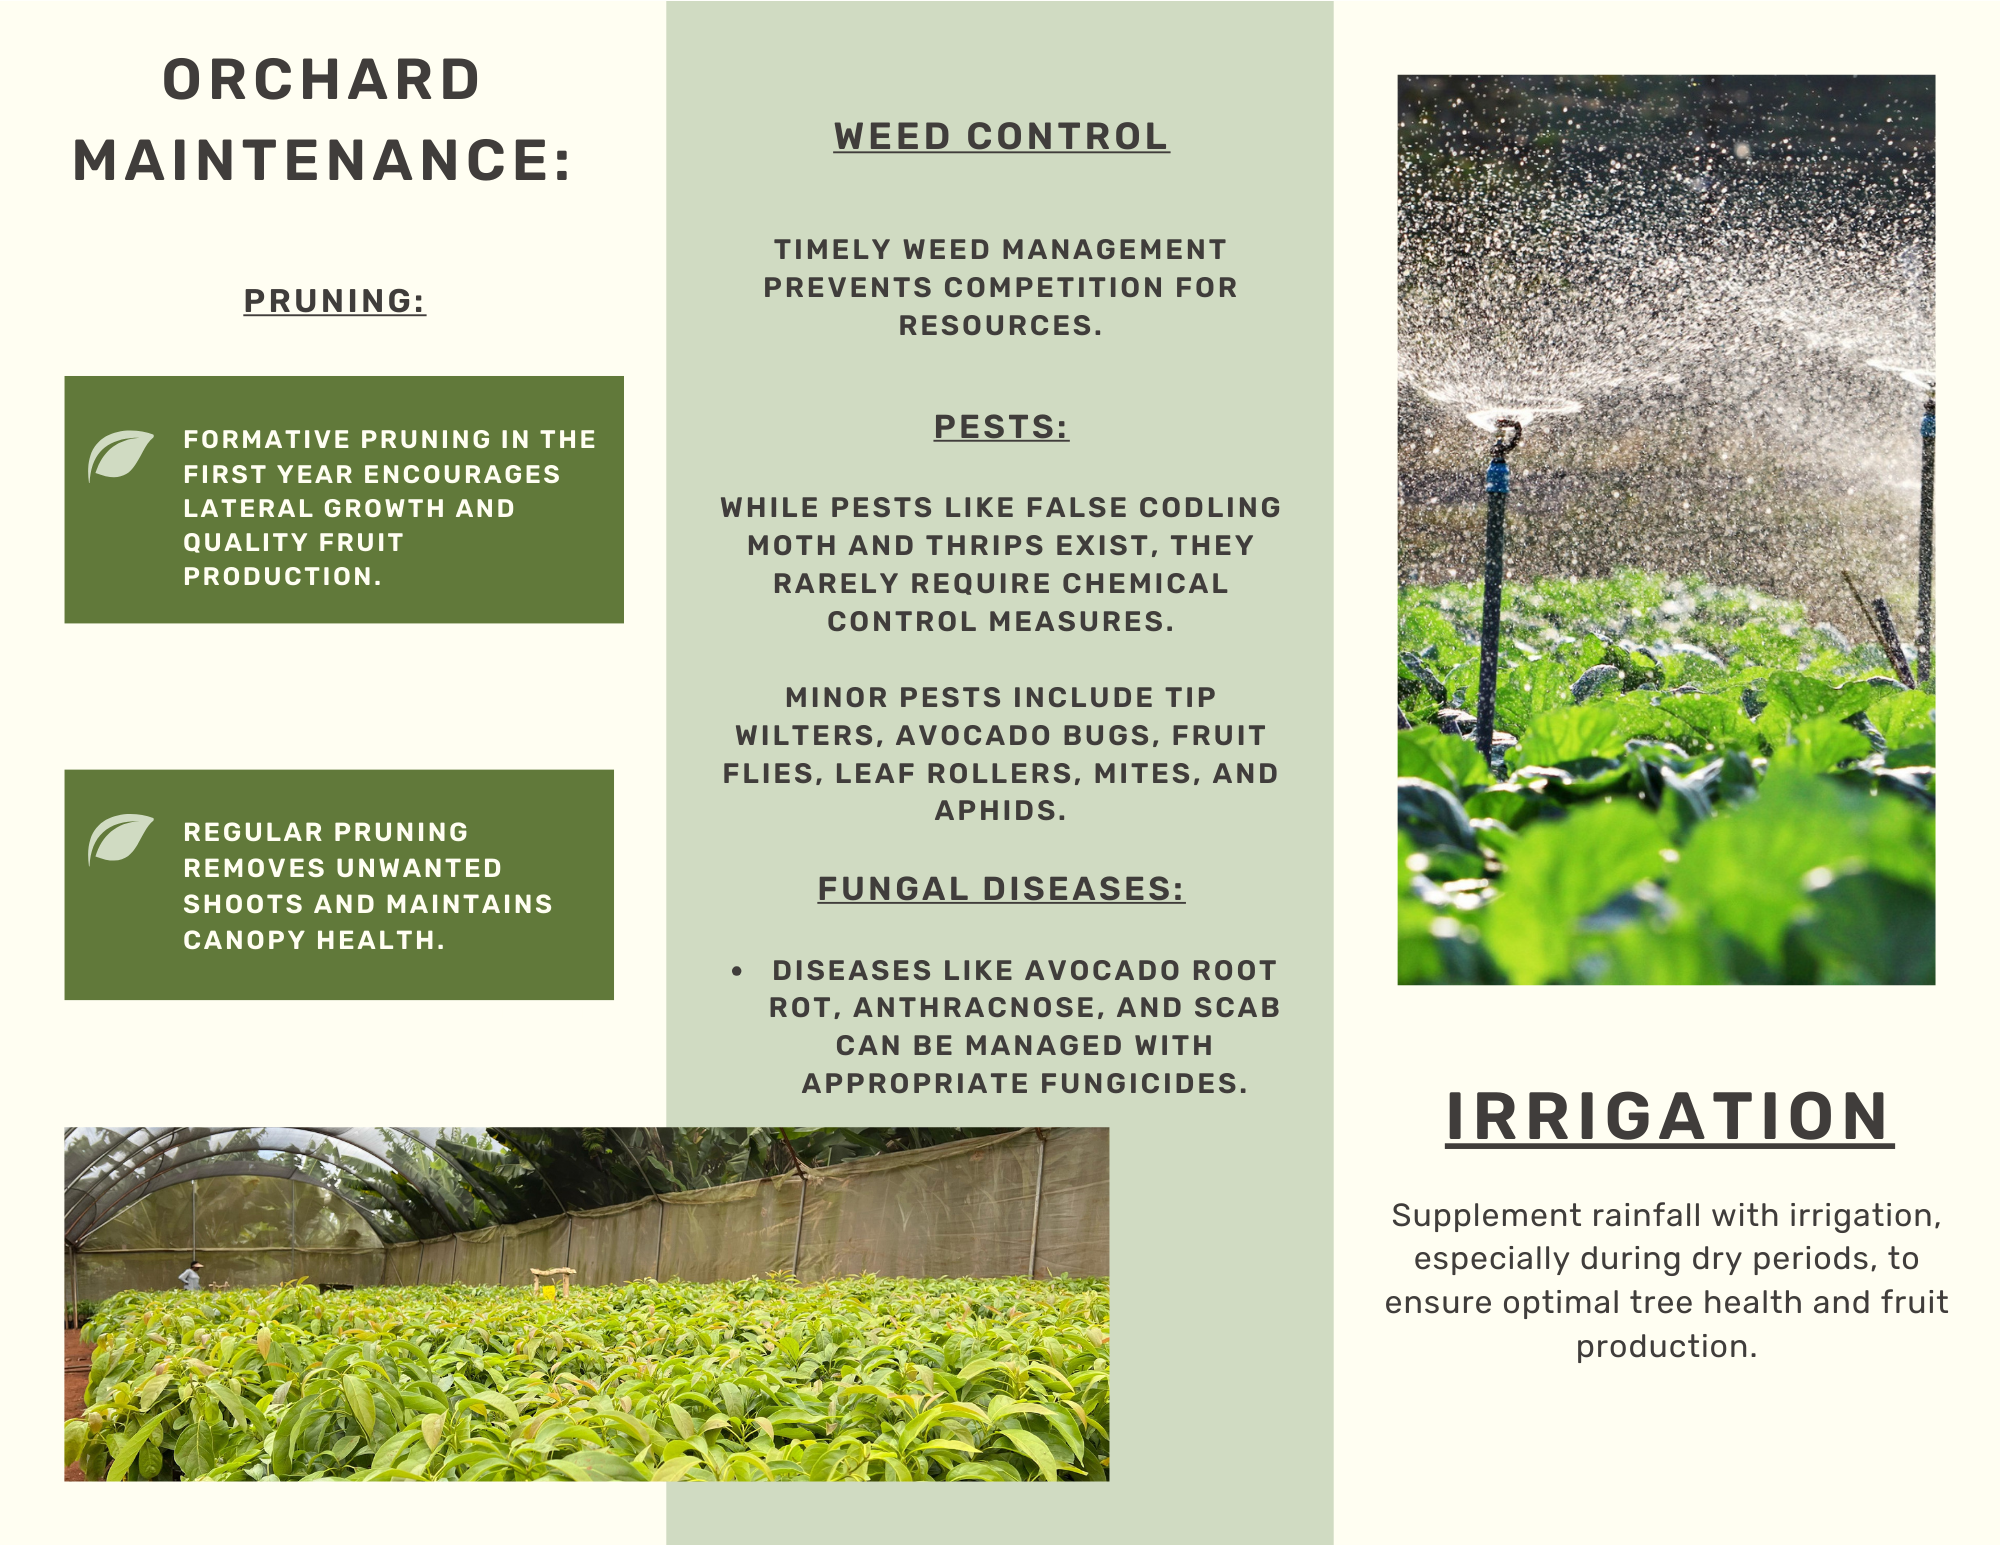 ORCHARD
MAINTENANCE:
PRUNING:
FORMATIVE PRUNING IN THE
FIRST YEAR ENCOURAGES
LATERAL GROWTH AND
QUALITY FRUIT
PRODUCTION.
REGULAR PRUNING
REMOVES UNWANTED
SHOOTS AND MAINTAINS
CANOPY HEALTH.
WEED CONTROL
TIMELY WEED MANAGEMENT
PREVENTS COMPETITION FOR
RESOURCES.
PESTS:
WHILE PESTS LIKE FALSE CODLING
MOTH AND THRIPS EXIST, THEY
RARELY REQUIRE CHEMICAL
CONTROL MEASURES.
MINOR PESTS INCLUDE TIP
WILTERS, AVOCADO BUGS, FRUIT
FLIES, LEAF ROLLERS, MITES, AND
APHIDS.
FUNGAL DISEASES:
• DISEASES LIKE AVOCADO ROOT
ROT, ANTHRACNOSE, AND SCAB
CAN BE MANAGED WITH
APPROPRIATE FUNGICIDES.
IRRIGATION
Supplement rainfall with irrigation,
especially during dry periods, to
ensure optimal tree health and fruit
production.